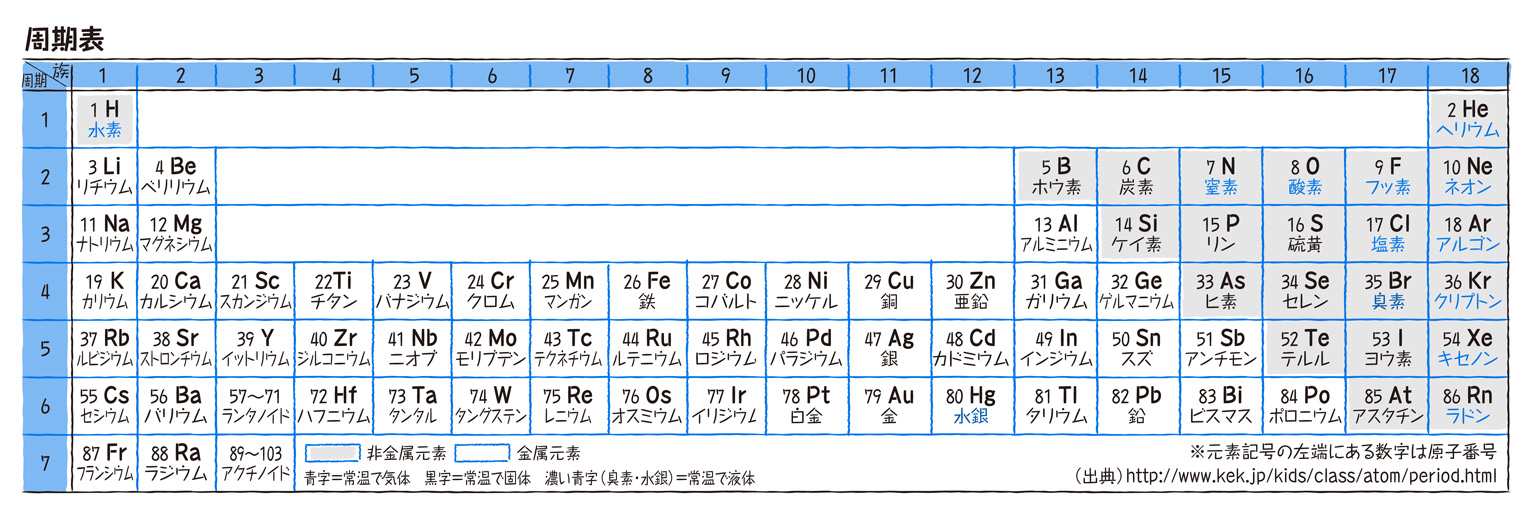 周期表
族
周期 1 2 3 4 5 6 7 8 9 10 11 12 13 14 15 16 17 18
1 1 H 2 He
水素 ヘリウム
2 3 Li 4 Be 5 B 6 C 7 N 8 O 9 F 10 Ne
リチウム ベリリウム ホウ素 炭素 窒素 酸素 フッ素 ネオン
3 11 Na 12 Mg 13 Al 14 Si 15 P 16 S 17 Cl 18 Ar
ナトリウム マグネシウム アルミニウム ケイ素 リン 硫黄 塩素 アルゴン
4 19 K 20 Ca 21 Sc 22Ti 23 V 24 Cr 25 Mn 26 Fe 27 Co 28 Ni 29 Cu 30 Zn 31 Ga 32 Ge 33 As 34 Se 35 Br 36 Kr
カリウム カルシウム スカンジウム チタン バナジウム クロム マンガン 鉄 コバルト ニッケル 銅 亜鉛 ガリウム ゲルマニウム ヒ素 セレン 臭素 クリプトン
5 37 Rb 38 Sr 39 Y 40 Zr 41 Nb 42 Mo 43 Tc 44 Ru 45 Rh 46 Pd 47 Ag 48 Cd 49 In 50 Sn 51 Sb 52 Te 53 I 54 Xe
ルビジウム ストロンチウム イットリウム ジルコニウム ニオブ モリブデン テクネチウム ルテニウム ロジウム パラジウム 銀 カドミウム インジウム スズ アンチモン テルル ヨウ素 キセノン
6 55 Cs 56 Ba 57〜71 72 Hf 73 Ta 74 W 75 Re 76 Os 77 Ir 78 Pt 79 Au 80 Hg 81 Tl 82 Pb 83 Bi 84 Po 85 At 86 Rn
セシウム バリウム ランタノイド ハフニウム タンタル タングステン レニウム オスミウム イリジウム 白金 金 水銀 タリウム 鉛 ビスマス ポロニウム アスタチン ラドン
7 87 Fr 88 Ra 89〜103 非金属元素 金属元素 ※元素記号の左端にある数字は原子番号
フランシウム ラジウム アクチノイド 青字=常温で気体 黒字=常温で固体 濃い青字(臭素・水銀)=常温で液体 (出典)http://www.kek.jp/kids/class/atom/period.html